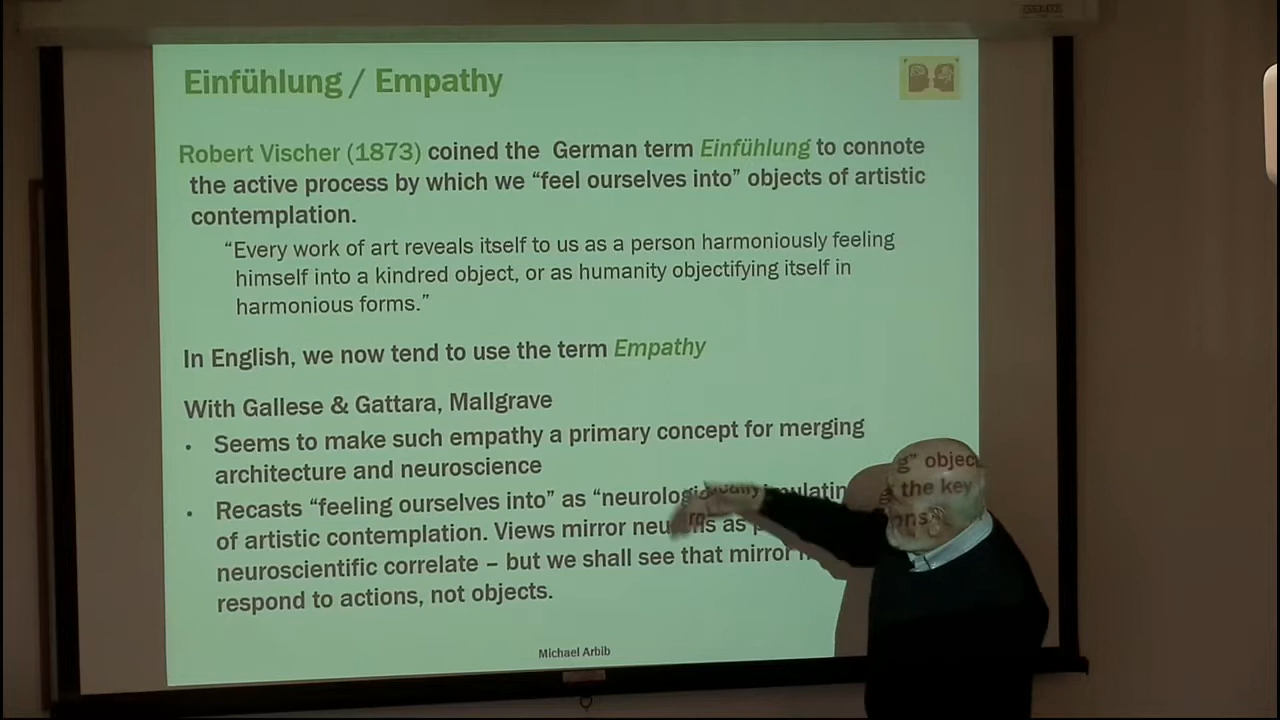 Einfühlung / Empathy
Robert Vischer (1873) coined the German term Einfühlung to connote
the active process by which we “feel ourselves into” objects of artistic
contemplation.
“Every work of art reveals itself to us as a person harmoniously feeling
himself into a kindred object, or as humanity objectifying itself in
harmonious forms.”
In English, we now tend to use the term Empathy
With Gallese & Gattara, Mallgrave
• Seems to make such empathy a primary concept for merging
architecture and neuroscience
• Recasts “feeling ourselves into” as “neurologically objec
of artistic contemplation. Views mirror as the key
neuroscientific correlate – but we shall see that mirror
respond to actions, not objects.
Michael Arbib